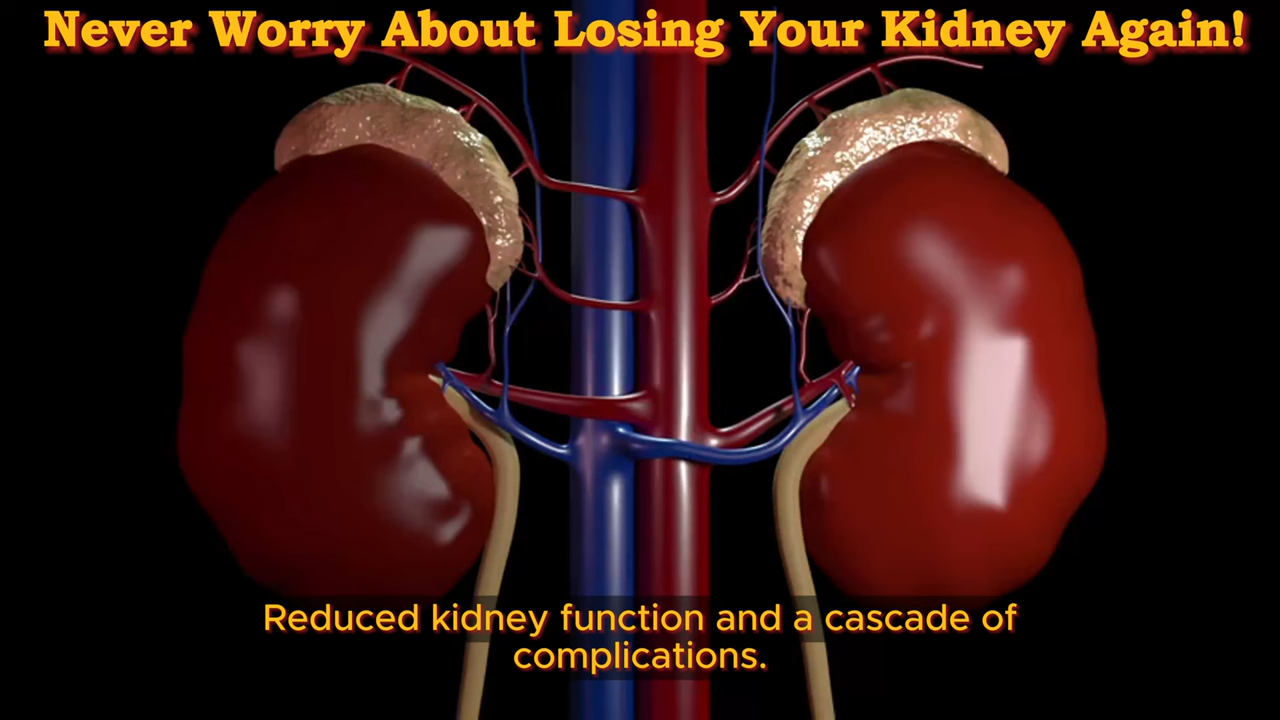 Never Worry About Losing Your Kidney Again!
Reduced kidney function and a cascade of
complications.